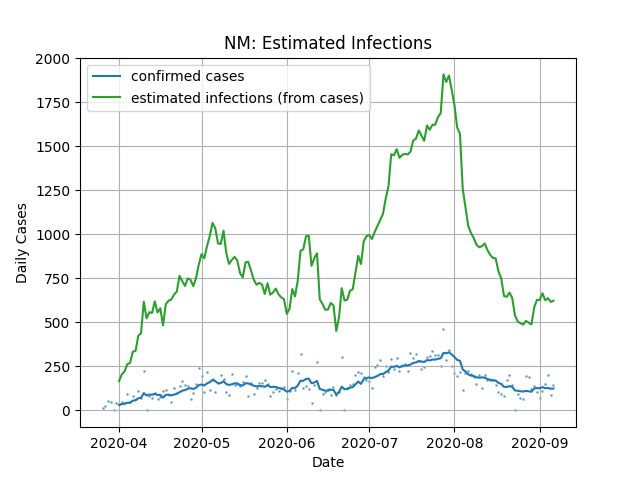 NM: Estimated Infections
confirmed cases
estimated infections (from cases)
Daily Cases
2000
1750
1500
1250
1000
750
500
250
0
2020-04 2020-05 2020-06 2020-07 2020-08 2020-09
Date